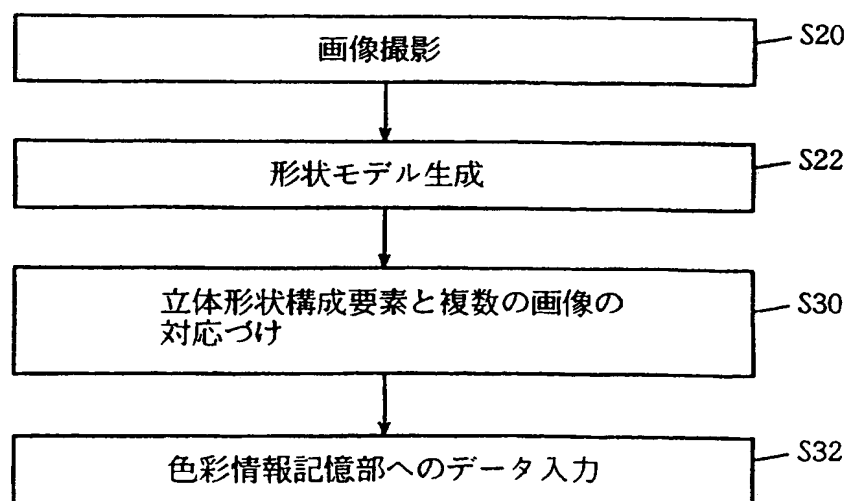 画像撮影
S20
形状モデル生成
S22
立体形状構成要素と複数の画像の
対応づけ
S30
色彩情報記憶部へのデータ入力
S32